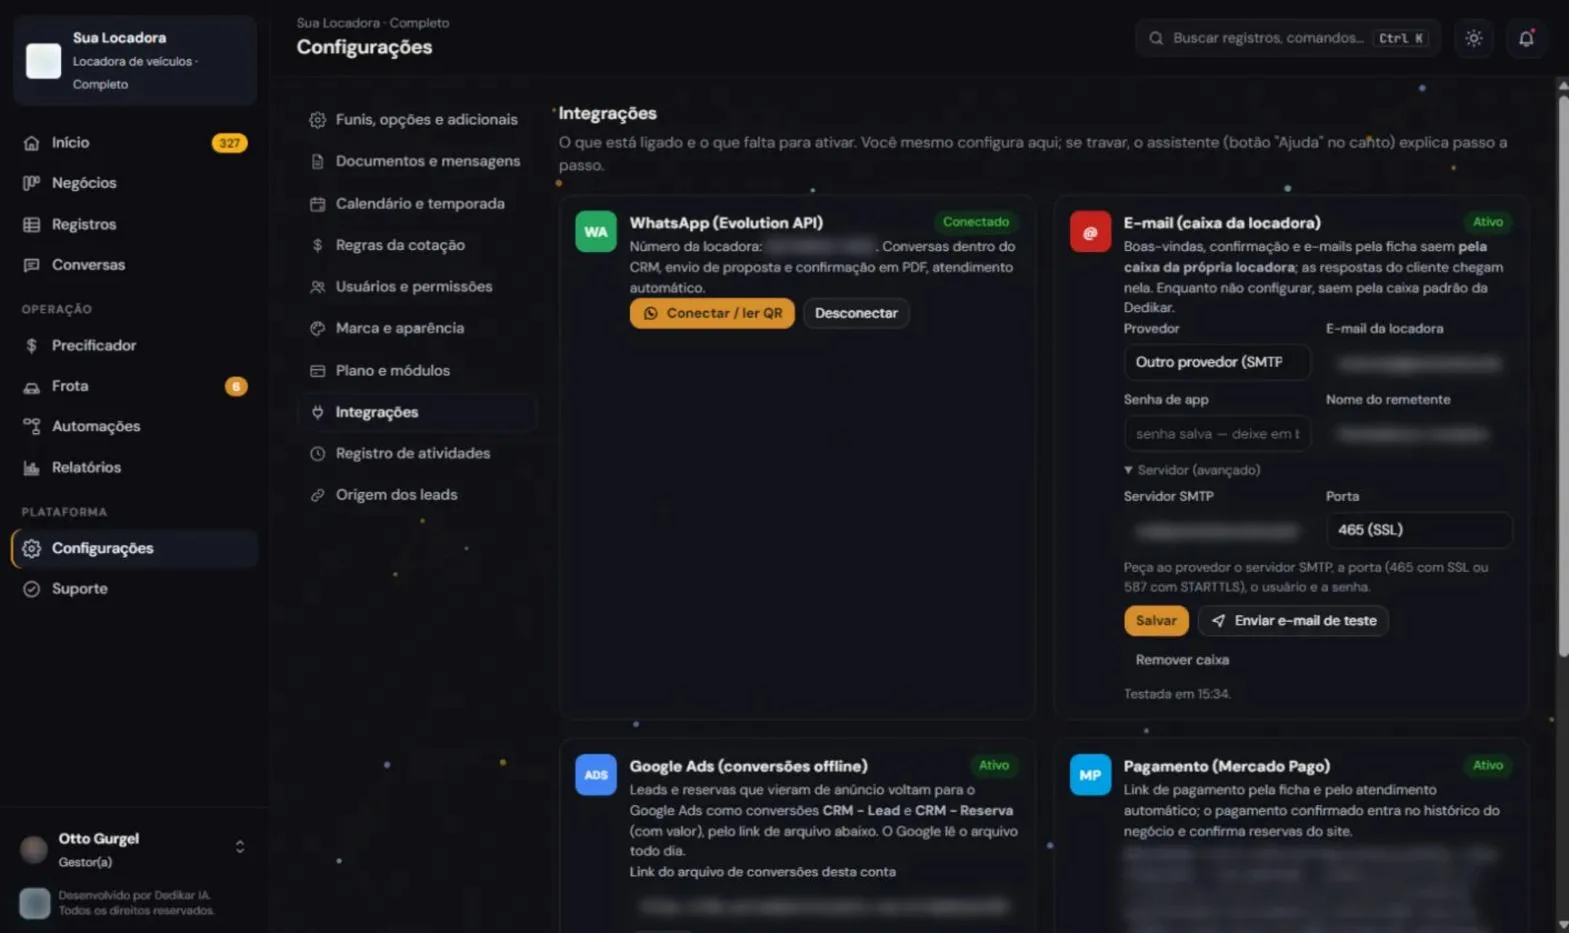 Sua Locadora
Locadora de veículos ·
Completo
Início
327
Negócios
Registros
Conversas
OPERAÇÃO
Precificador
Frota
6
Automações
Relatórios
PLATAFORMA
Configurações
Suporte
Otto Gurgel
Gestor(a)
Desenvolvido por Dedikar IA.
Todos os direitos reservados.
Sua Locadora · Completo
Configurações
Buscar registros, comandos... Ctrl K
Funis, opções e adicionais
Documentos e mensagens
Calendário e temporada
Regras da cotação
Usuários e permissões
Marca e aparência
Plano e módulos
Integrações
Registro de atividades
Origem dos leads
Integrações
O que está ligado e o que falta para ativar. Você mesmo configura aqui; se travar, o assistente (botão "Ajuda" no canto) explica passo a
passo.
WA
WhatsApp (Evolution API)
Conectado
Número da locadora: . Conversas dentro do
CRM, envio de proposta e confirmação em PDF, atendimento
automático.
Conectar / ler QR
Desconectar
@
E-mail (caixa da locadora)
Ativo
Boas-vindas, confirmação e e-mails pela ficha saem pela
caixa da própria locadora; as respostas do cliente chegam
nela. Enquanto não configurar, saem pela caixa padrão da
Dedikar.
Provedor
E-mail da locadora
Outro provedor (SMTP
Senha de app
Nome do remetente
senha salva — deixe em b
▼ Servidor (avançado)
Servidor SMTP
Porta
465 (SSL)
Peça ao provedor o servidor SMTP, a porta (465 com SSL ou
587 com STARTTLS), o usuário e a senha.
Salvar
Enviar e-mail de teste
Remover caixa
Testada em 15:34.
ADS
Google Ads (conversões offline)
Ativo
Leads e reservas que vieram de anúncio voltam para o
Google Ads como conversões CRM - Lead e CRM - Reserva
(com valor), pelo link de arquivo abaixo. O Google lê o arquivo
todo dia.
Link do arquivo de conversões desta conta
MP
Pagamento (Mercado Pago)
Ativo
Link de pagamento pela ficha e pelo atendimento
automático; o pagamento confirmado entra no histórico do
negócio e confirma reservas do site.